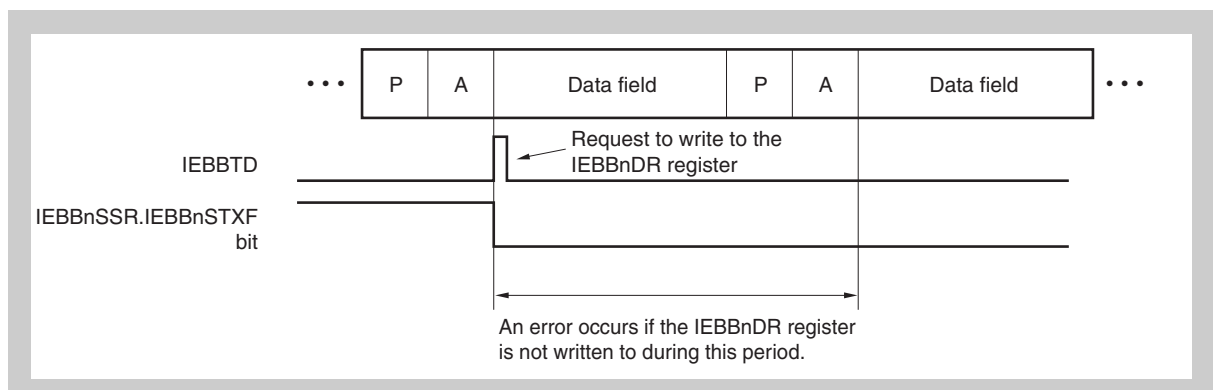 ••• P A Data field P A Data field •••
Request to write to the
IEBBnDR register
IEBBTD
IEBBnSSR.IEBBnSTXF
bit
An error occurs if the IEBBnDR register
is not written to during this period.